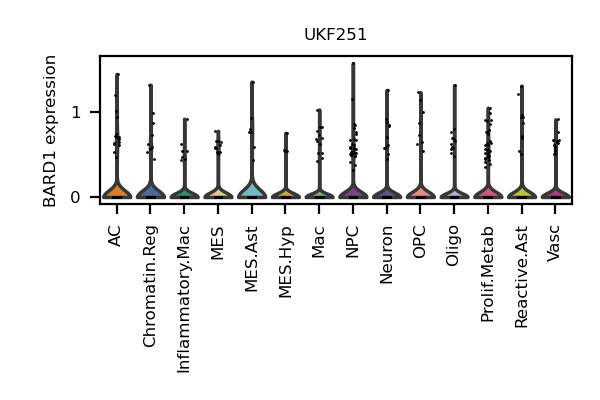 UKF251
BARD1 expression
1
0
AC
Chromatin.Reg
Inflammatory.Mac
MES
MES.Ast
MES.Hyp
Mac
NPC
Neuron
OPC
Oligo
Prolif.Metab
Reactive.Ast
Vasc